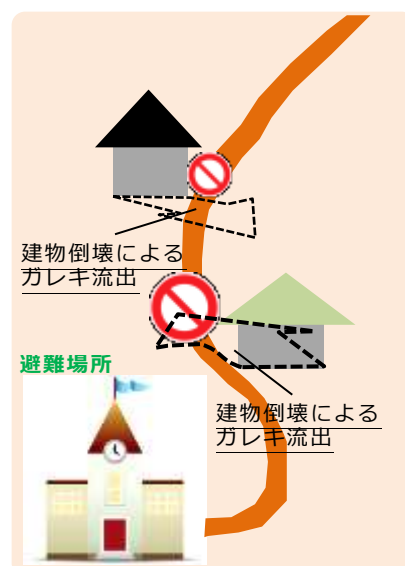 建物倒壊による
ガレキ流出
避難場所
建物倒壊による
ガレキ流出